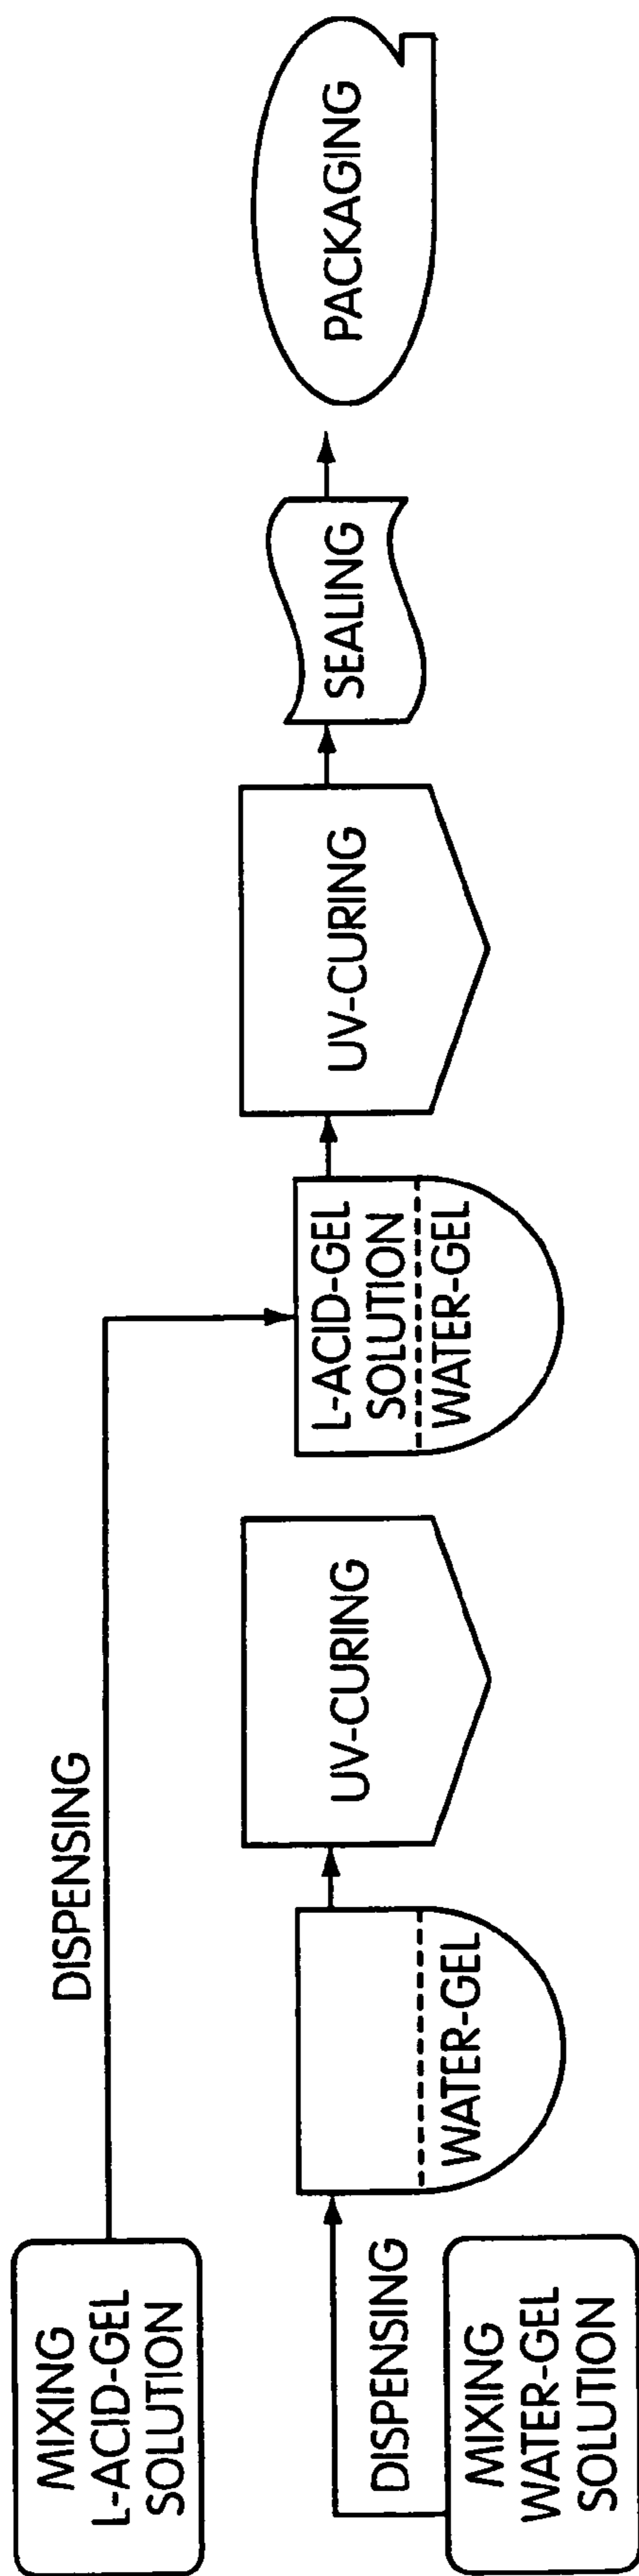 MIXING
L-ACID-GEL
SOLUTION
DISPENSING
MIXING
WATER-GEL
SOLUTION
DISPENSING
WATER-GEL
UV-CURING
L-ACID-GEL
SOLUTION
WATER-GEL
UV-CURING
SEALING
PACKAGING